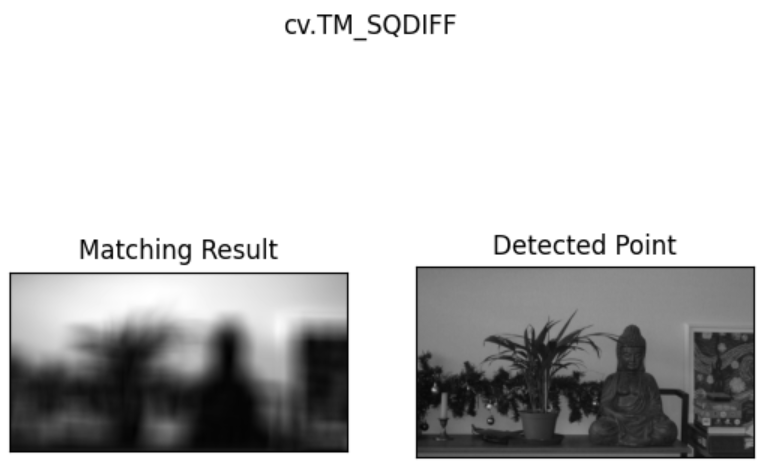 cv.TM_SQDIFF
Matching Result
Detected Point